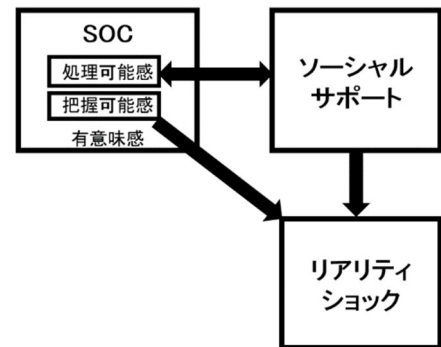 SOC
処理可能感
把握可能感
有意味感
ソーシャル
サポート
リアリティ
ショック